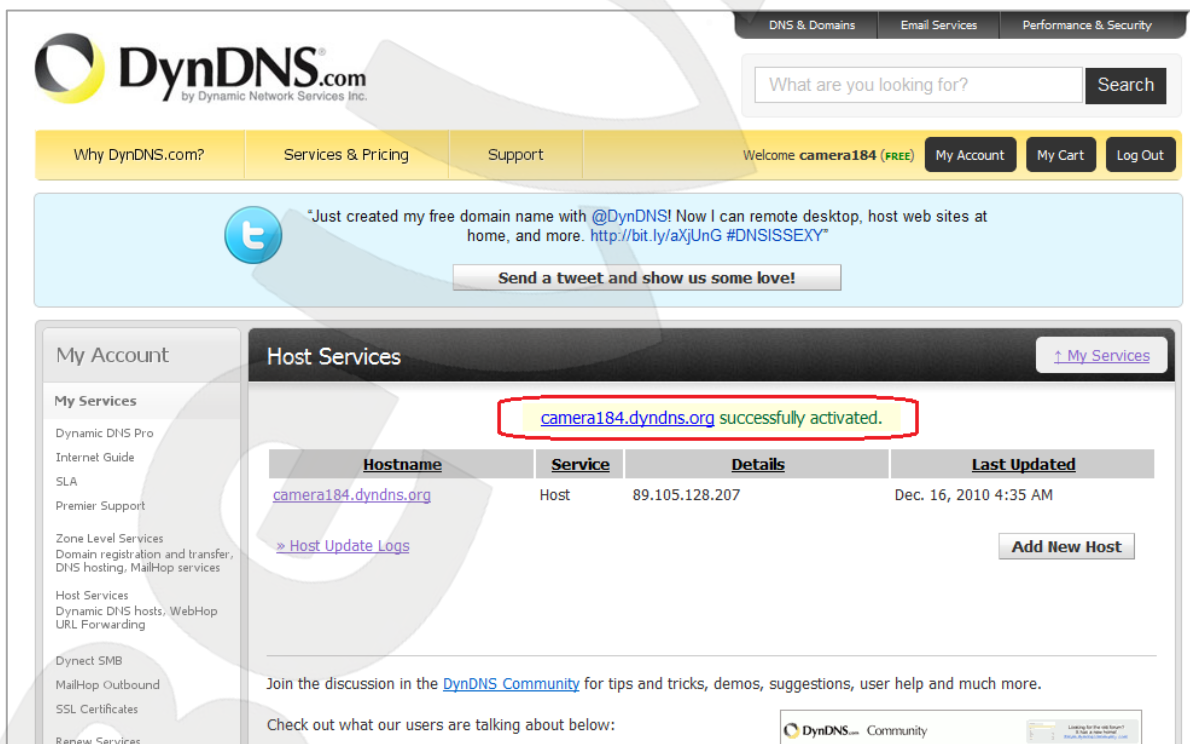 DNS & Domains
Email Services
Performance & Security
DynDNS.com
by Dynamic Network Services Inc.
What are you looking for?
Search
Why DynDNS.com?
Services & Pricing
Support
Welcome camera184 (FREE)
My Account
My Cart
Log Out
"Just created my free domain name with @DynDNS! Now I can remote desktop, host web sites at
home, and more. http://bit.ly/aXjUnG #DNSISSEXY"
Send a tweet and show us some love!
My Account
My Services
Dynamic DNS Pro
Internet Guide
SLA
Premier Support
Zone Level Services
Domain registration and transfer,
DNS hosting, MailHop services
Host Services
Dynamic DNS hosts, WebHop
URL Forwarding
Dynect SMB
MailHop Outbound
SSL Certificates
Renew Services
Host Services
↑ My Services
camera184.dyndns.org successfully activated.
Hostname Service Details Last Updated
camera184.dyndns.org Host 89.105.128.207 Dec. 16, 2010 4:35 AM
» Host Update Logs
Add New Host
Join the discussion in the DynDNS Community for tips and tricks, demos, suggestions, user help and much more.
Check out what our users are talking about below:
DynDNS Community
Looking for the old forum?